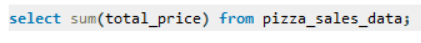 select sum(total_price) from pizza_sales_data;